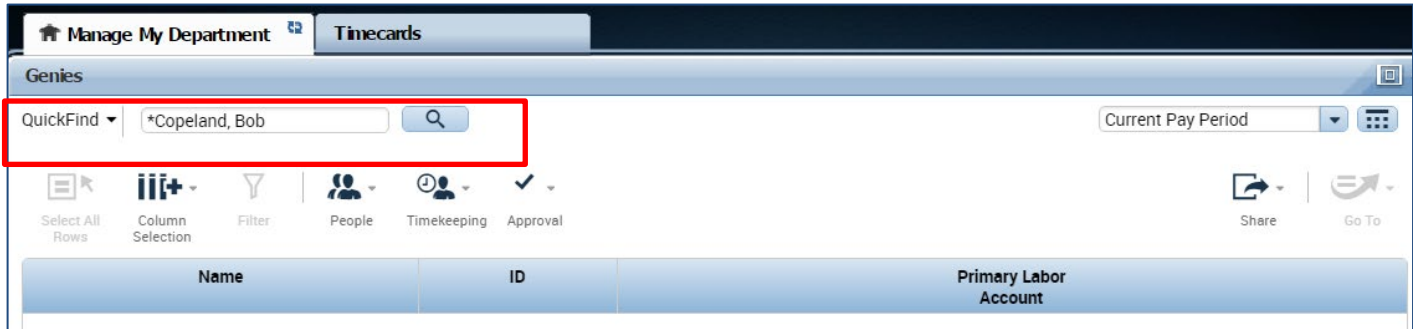 Manage My Department
Timecards
Genies
QuickFind
*Copeland, Bob
Current Pay Period
Select All
Rows
Column
Selection
Filter
People
Timekeeping
Approval
Share
Go To
Name
ID
Primary Labor
Account